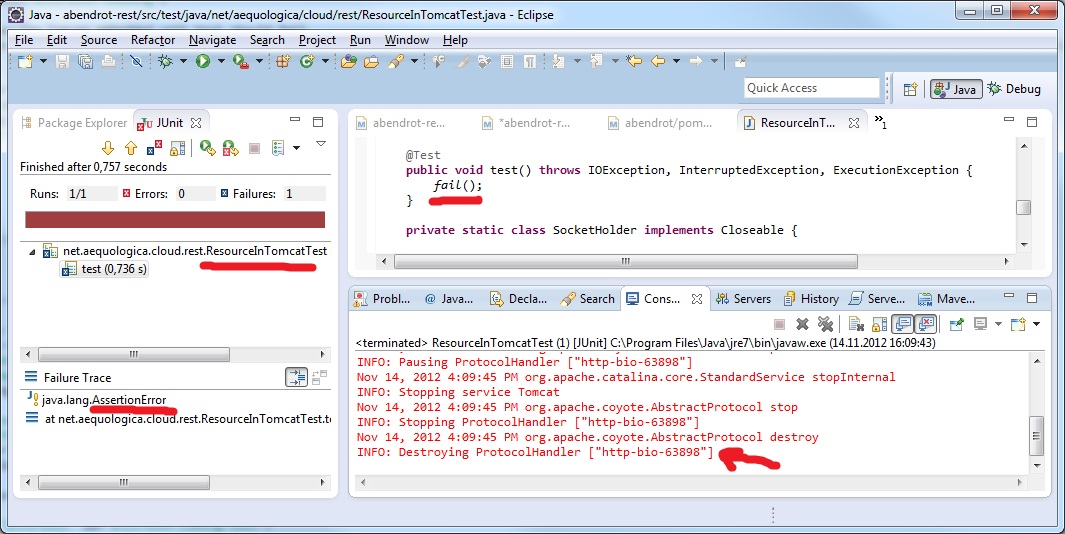 Java - abendrot-rest/src/test/java/net/aequologica/cloud/rest/ResourceInTomcatTest.java - Eclipse
File Edit Source Refactor Navigate Search Project Run Window Help
Quick Access
Java
Debug
Package Explorer
JUnit
Finished after 0,757 seconds
Runs: 1/1
Errors: 0
Failures: 1
net.aequologica.cloud.rest.ResourceInTomcatTest
test (0,736 s)
Failure Trace
java.lang.AssertionError
at net.aequologica.cloud.rest.ResourceInTomcatTest.te
abendrot-re...
*abendrot-r...
abendrot/pom...
ResourceInT...
»1
@Test
public void test() throws IOException, InterruptedException, ExecutionException {
fail();
}
private static class SocketHolder implements Closeable {
Probl...
@ Java...
Decla...
Search
Cons...
Servers
History
Serve...
Mave...
<terminated> ResourceInTomcatTest (1) [JUnit] C:\Program Files\Java\jre7\bin\javaw.exe (14.11.2012 16:09:43)
INFO: Pausing ProtocolHandler ["http-bio-63898"]
Nov 14, 2012 4:09:45 PM org.apache.catalina.core.StandardService stopInternal
INFO: Stopping service Tomcat
Nov 14, 2012 4:09:45 PM org.apache.coyote.AbstractProtocol stop
INFO: Stopping ProtocolHandler ["http-bio-63898"]
Nov 14, 2012 4:09:45 PM org.apache.coyote.AbstractProtocol destroy
INFO: Destroying ProtocolHandler ["http-bio-63898"]